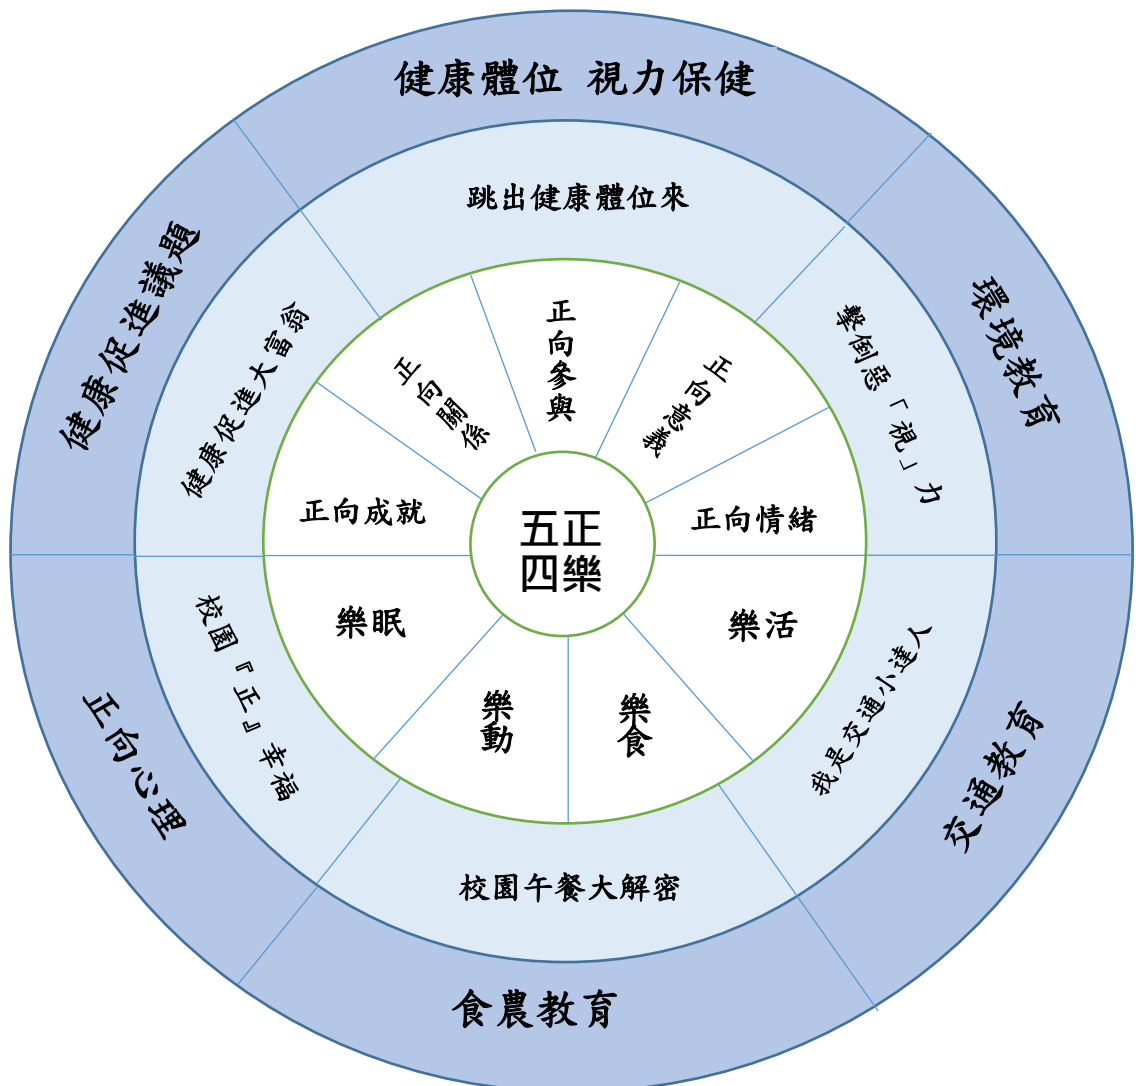 健康體位 視力保健
環境教育
交通教育
食農教育
正向心理
健康促進議題
跳出健康體位來
擊倒惡「視」力
我是交通小達人
校園午餐大解密
校園『正』幸福
健康促進大富翁
正向參與
正向意義
正向情緒
樂活
樂食
樂動
樂眠
正向成就
正向關係
五正
四樂